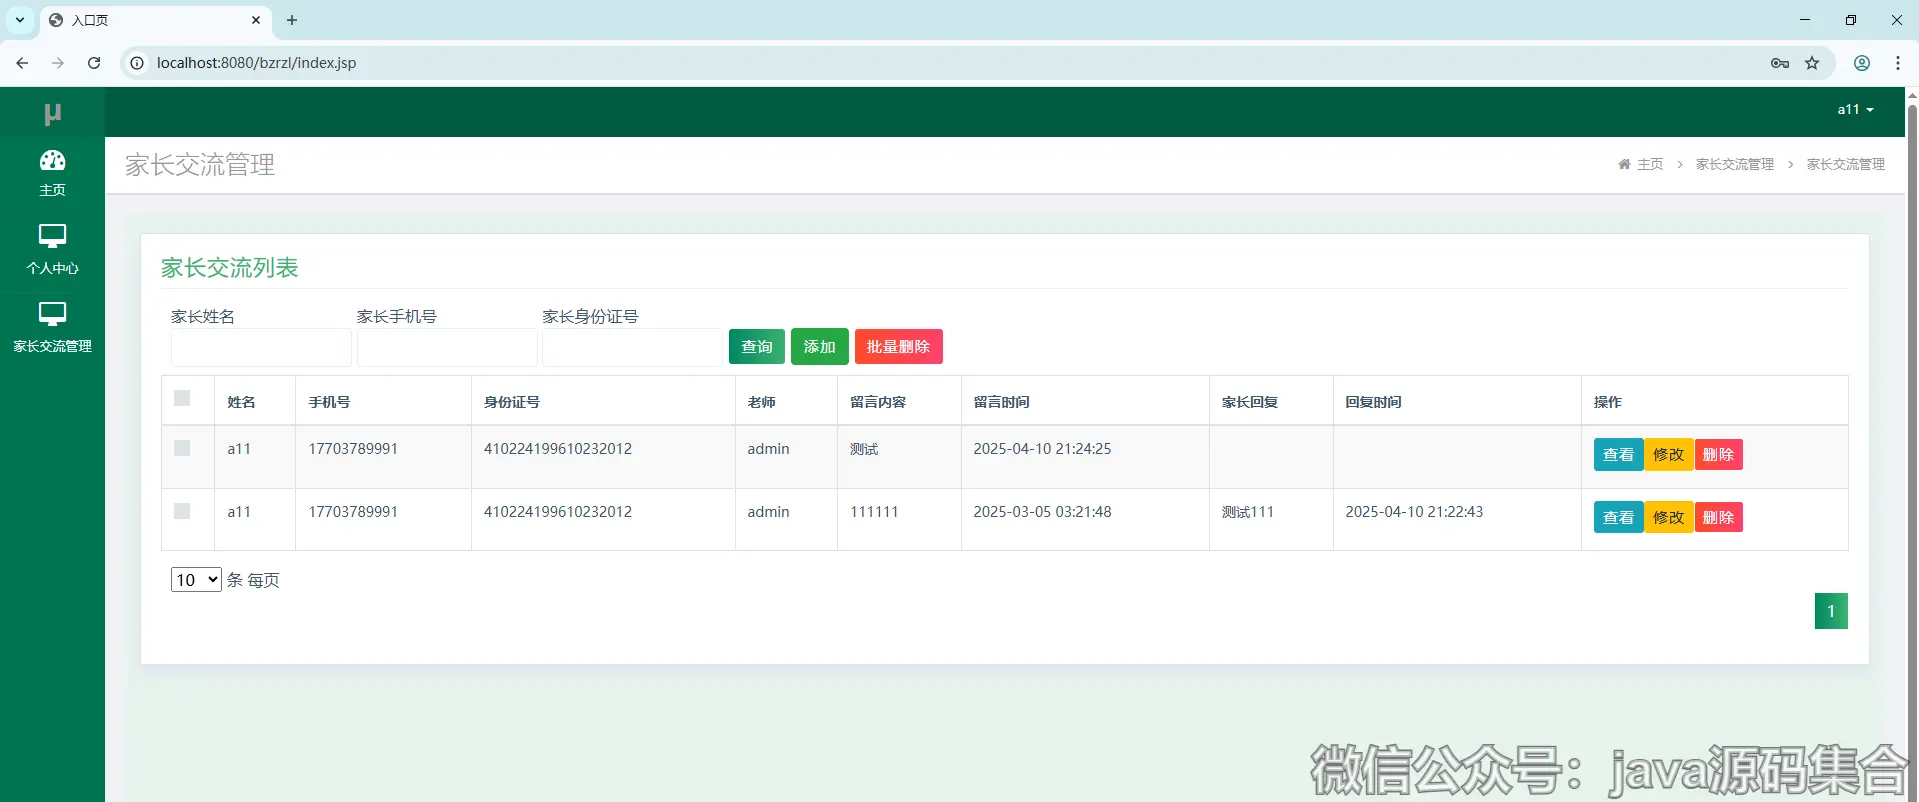 入口页
localhost:8080/bzrzl/index.jsp
μ
a11
主页
个人中心
家长交流管理
家长交流管理
主页 > 家长交流管理 > 家长交流管理
家长交流列表
家长姓名 家长手机号 家长身份证号
查询 添加 批量删除
姓名 手机号 身份证号 老师 留言内容 留言时间 家长回复 回复时间 操作
a11 17703789991 410224199610232012 admin 测试 2025-04-10 21:24:25 查看 修改 删除
a11 17703789991 410224199610232012 admin 111111 2025-03-05 03:21:48 测试111 2025-04-10 21:22:43 查看 修改 删除
10 条 每页
1
微信公众号：java源码集合